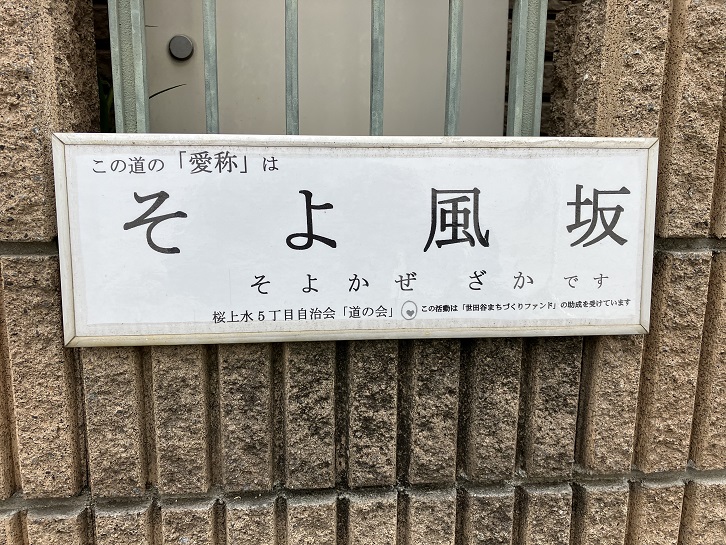 この道の「愛称」は
そよ風坂
そよかぜ ざかです
桜上水5丁目自治会「道の会」 この活動は「世田谷まちづくりファンド」の助成を受けています